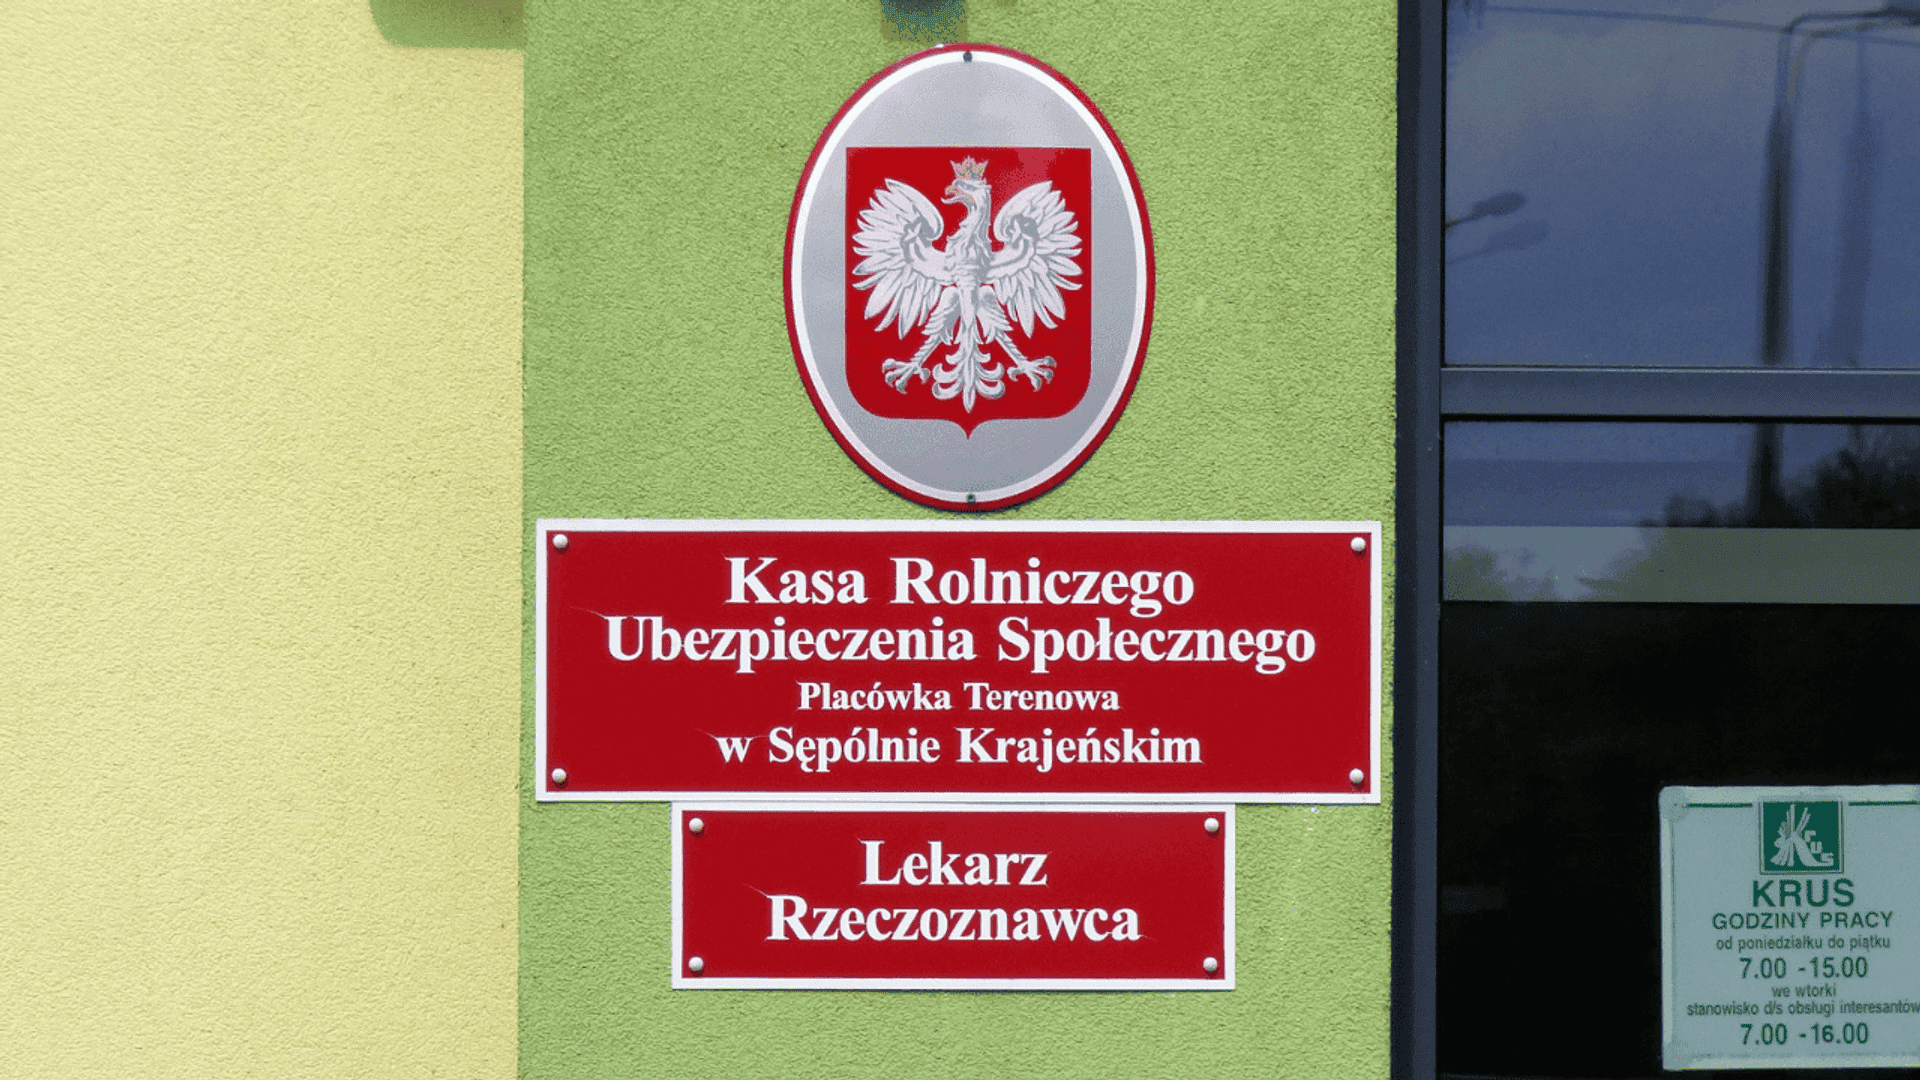 Kasa Rolniczego
Ubezpieczenia Społecznego
Placówka Terenowa
w Sępólnie Krajeńskim
Lekarz
Rzeczoznawca
Krus
KRUS
GODZINY PRACY
od poniedziałku do piątku
7.00 -15.00
we wtorki
stanowisko d/s obsługi interesantów
7.00 -16.00